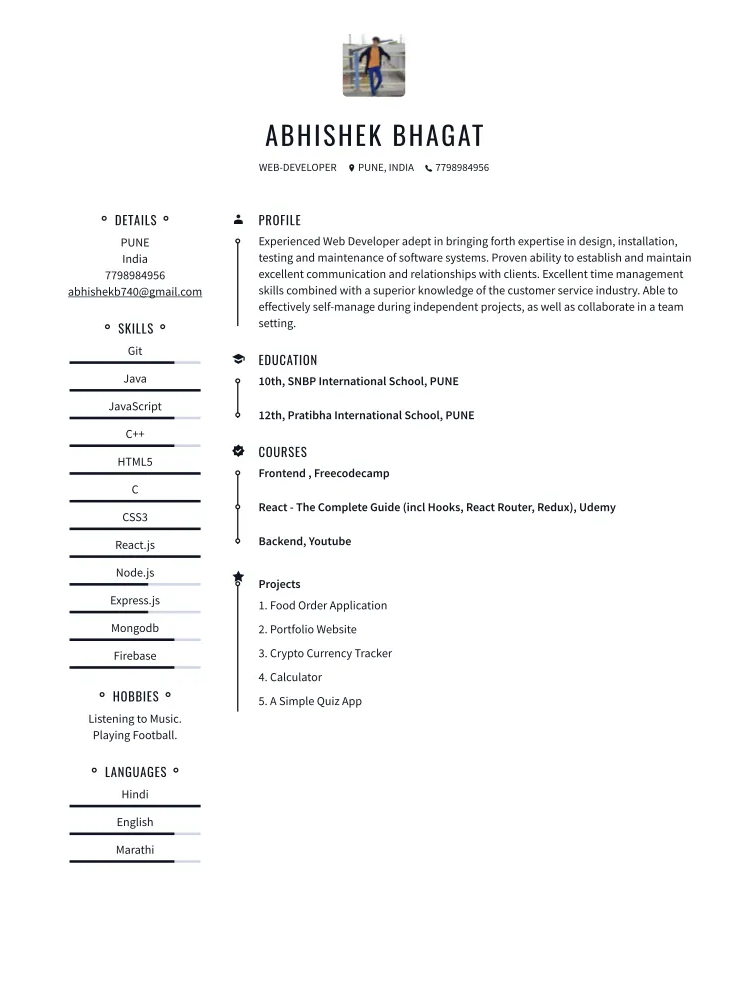 ABHISHEK BHAGAT
WEB-DEVELOPER PUNE, INDIA 7798984956
DETAILS
PUNE
India
7798984956
abhishekb740@gmail.com
SKILLS
Git
Java
JavaScript
C++
HTML5
C
CSS3
React.js
Node.js
Express.js
Mongodb
Firebase
HOBBIES
Listening to Music.
Playing Football.
LANGUAGES
Hindi
English
Marathi
PROFILE
Experienced Web Developer adept in bringing forth expertise in design, installation,
testing and maintenance of software systems. Proven ability to establish and maintain
excellent communication and relationships with clients. Excellent time management
skills combined with a superior knowledge of the customer service industry. Able to
effectively self-manage during independent projects, as well as collaborate in a team
setting.
EDUCATION
10th, SNBP International School, PUNE
12th, Pratibha International School, PUNE
COURSES
Frontend , Freecodecamp
React - The Complete Guide (incl Hooks, React Router, Redux), Udemy
Backend, Youtube
Projects
1. Food Order Application
2. Portfolio Website
3. Crypto Currency Tracker
4. Calculator
5. A Simple Quiz App